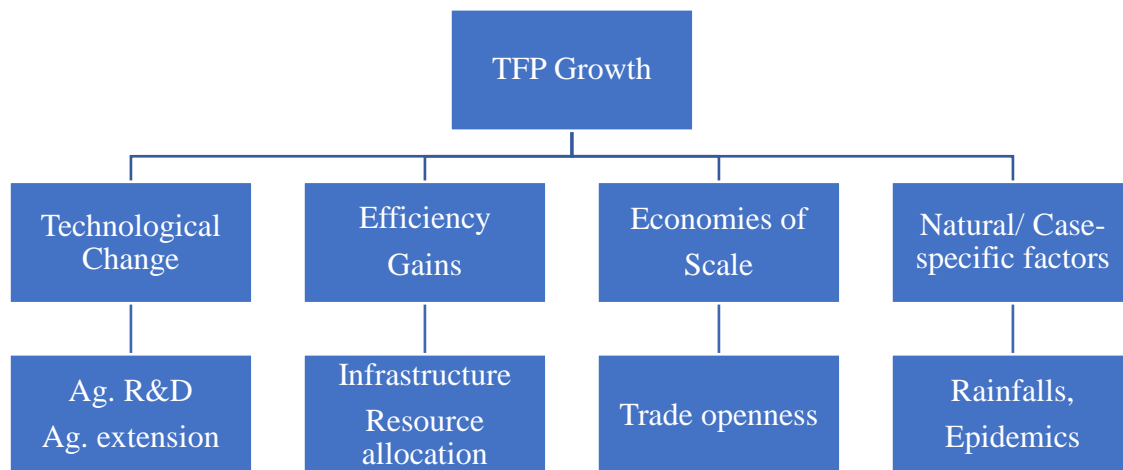 TFP Growth
Technological
Change
Efficiency
Gains
Economies of
Scale
Natural/ Case-
specific factors
Ag. R&D
Ag. extension
Infrastructure
Resource
allocation
Trade openness
Rainfalls,
Epidemics